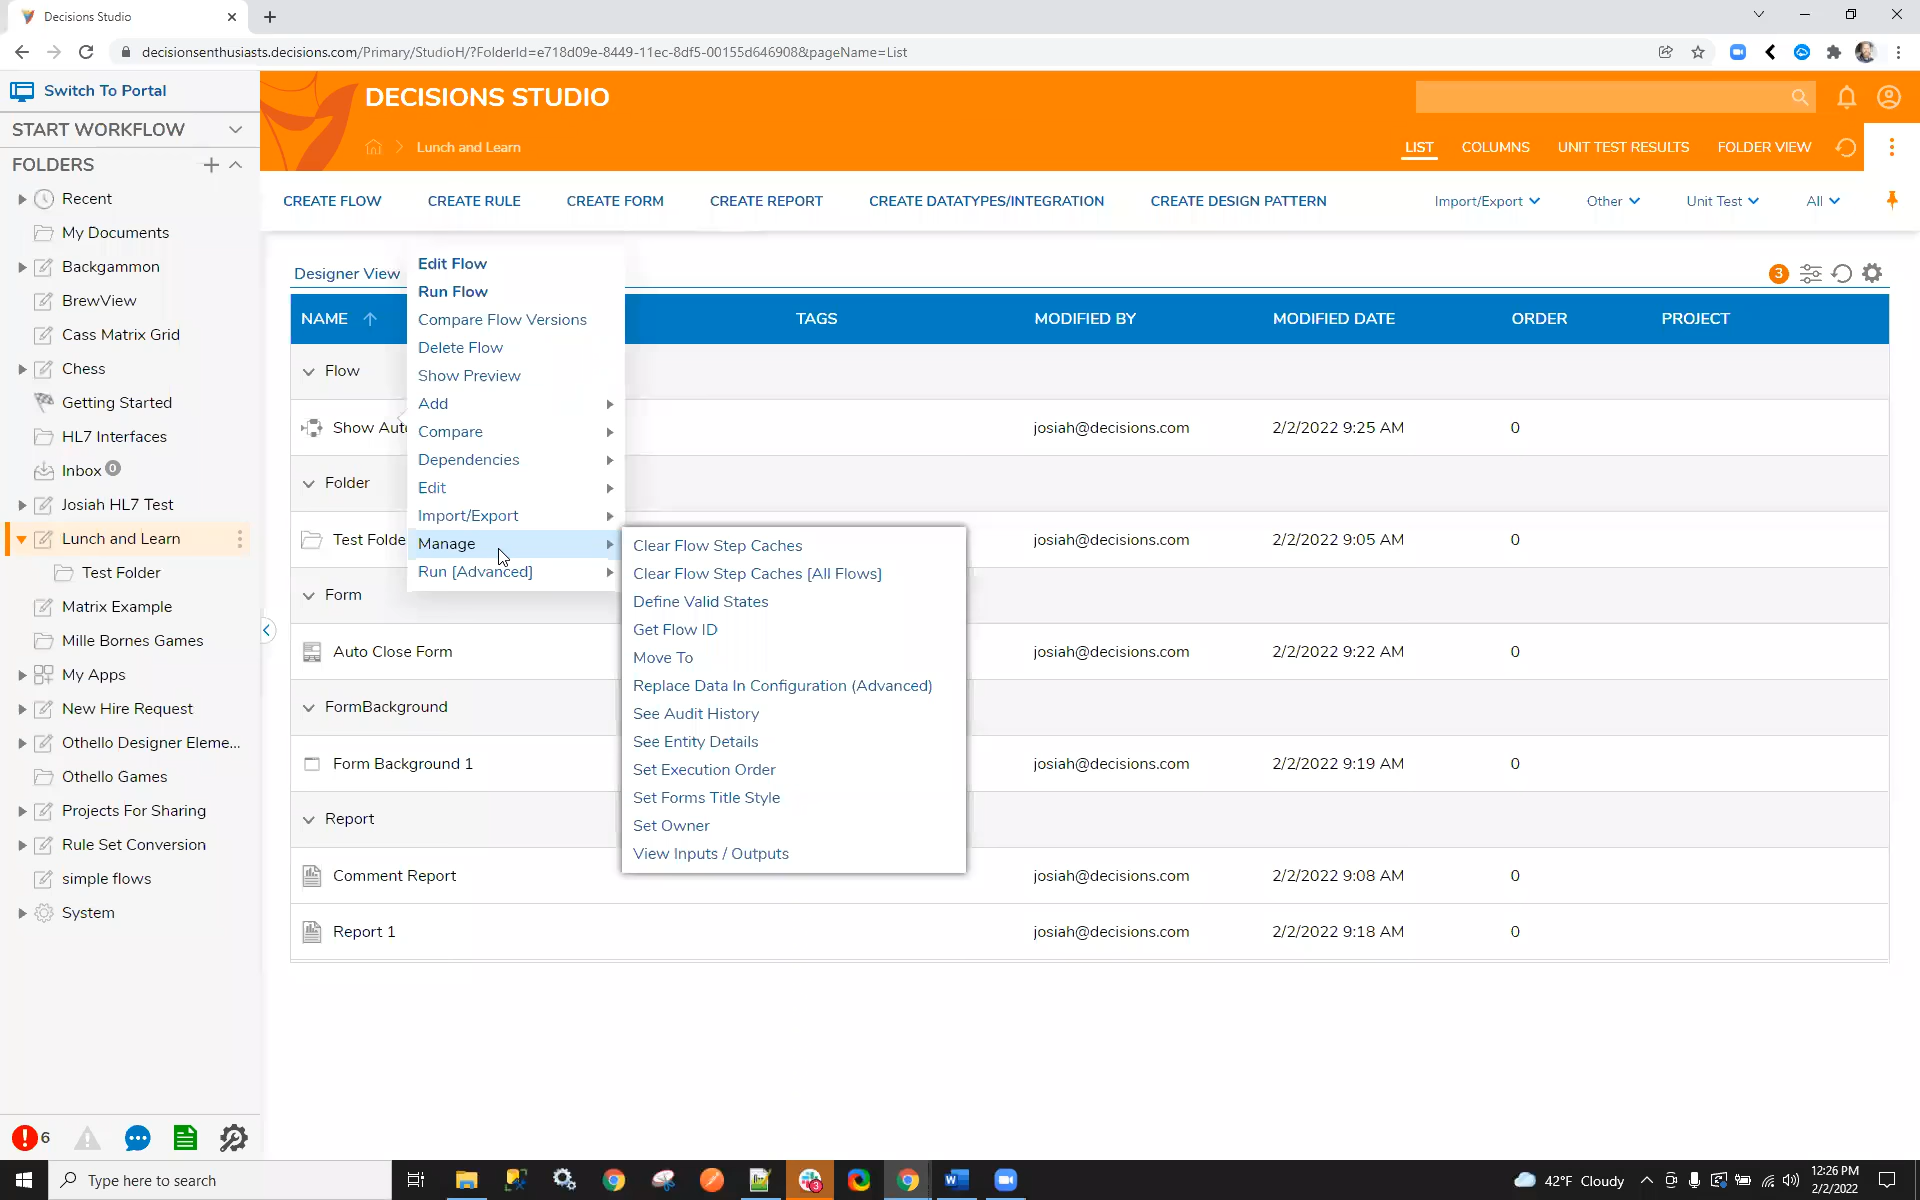 Decisions Studio
decisionsenthusiasts.decisions.com/Primary/StudioH/?FolderId=e718d09e-8449-11ec-8df5-00155d646908&pageName=List
Switch To Portal
START WORKFLOW
FOLDERS
Recent
My Documents
Backgammon
BrewView
Cass Matrix Grid
Chess
Getting Started
HL7 Interfaces
Inbox 0
Josiah HL7 Test
Lunch and Learn
Test Folder
Matrix Example
Mille Bornes Games
My Apps
New Hire Request
Othello Designer Eleme...
Othello Games
Projects For Sharing
Rule Set Conversion
simple flows
System
6
DECISIONS STUDIO
Lunch and Learn
LIST COLUMNS UNIT TEST RESULTS FOLDER VIEW
CREATE FLOW CREATE RULE CREATE FORM CREATE REPORT CREATE DATATYPES/INTEGRATION CREATE DESIGN PATTERN Import/Export Other Unit Test All
Designer View
3
NAME TAGS MODIFIED BY MODIFIED DATE ORDER PROJECT
Flow
Show Aut josiah@decisions.com 2/2/2022 9:25 AM 0
Folder
Test Folde josiah@decisions.com 2/2/2022 9:05 AM 0
Form
Auto Close Form josiah@decisions.com 2/2/2022 9:22 AM 0
FormBackground
Form Background 1 josiah@decisions.com 2/2/2022 9:19 AM 0
Report
Comment Report josiah@decisions.com 2/2/2022 9:08 AM 0
Report 1 josiah@decisions.com 2/2/2022 9:18 AM 0
Edit Flow
Run Flow
Compare Flow Versions
Delete Flow
Show Preview
Add
Compare
Dependencies
Edit
Import/Export
Manage
Run [Advanced]
Clear Flow Step Caches
Clear Flow Step Caches [All Flows]
Define Valid States
Get Flow ID
Move To
Replace Data In Configuration (Advanced)
See Audit History
See Entity Details
Set Execution Order
Set Forms Title Style
Set Owner
View Inputs / Outputs
Type here to search
3
42°F Cloudy
12:26 PM
2/2/2022